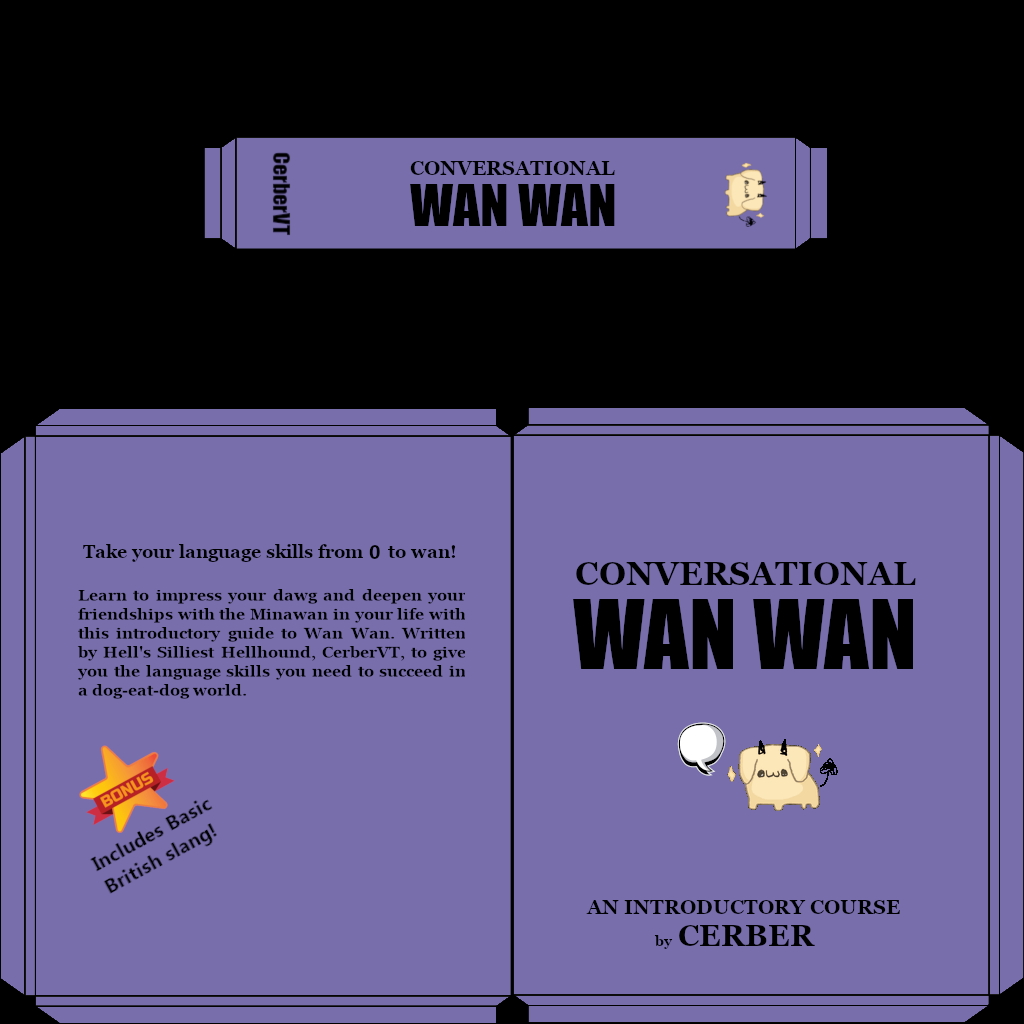 CerberVT
CONVERSATIONAL
WAN WAN
Take your language skills from 0 to wan!
Learn to impress your dawg and deepen your
friendships with the Minawan in your life with
this introductory guide to Wan Wan. Written
by Hell's Silliest Hellhound, CerberVT, to give
you the language skills you need to succeed in
a dog-eat-dog world.
BONUS
Includes Basic
British slang!
CONVERSATIONAL
WAN WAN
AN INTRODUCTORY COURSE
by CERBER